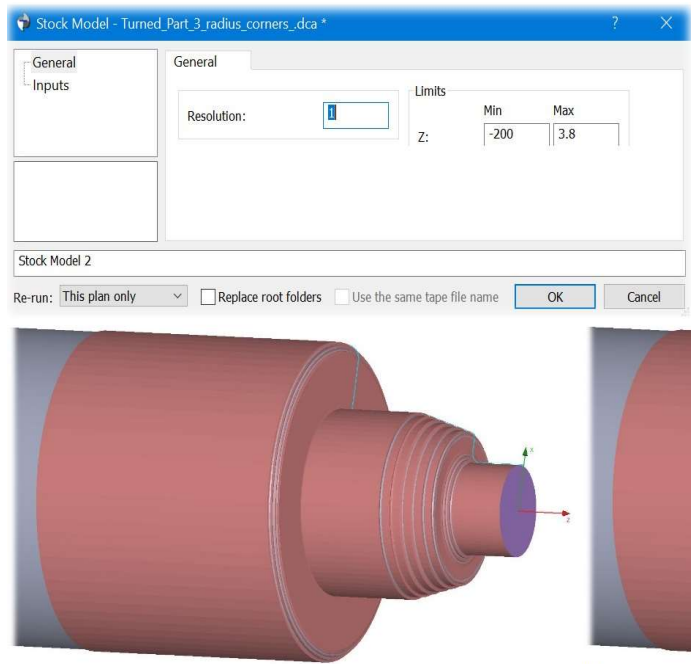 Stock Model - Turned_Part_3_radius_corners_.dca * ? X
General
Inputs
General
Resolution: 1
Limits
Min Max
Z: -200 3.8
Stock Model 2
Re-run: This plan only Replace root folders Use the same tape file name OK Cancel
x
z